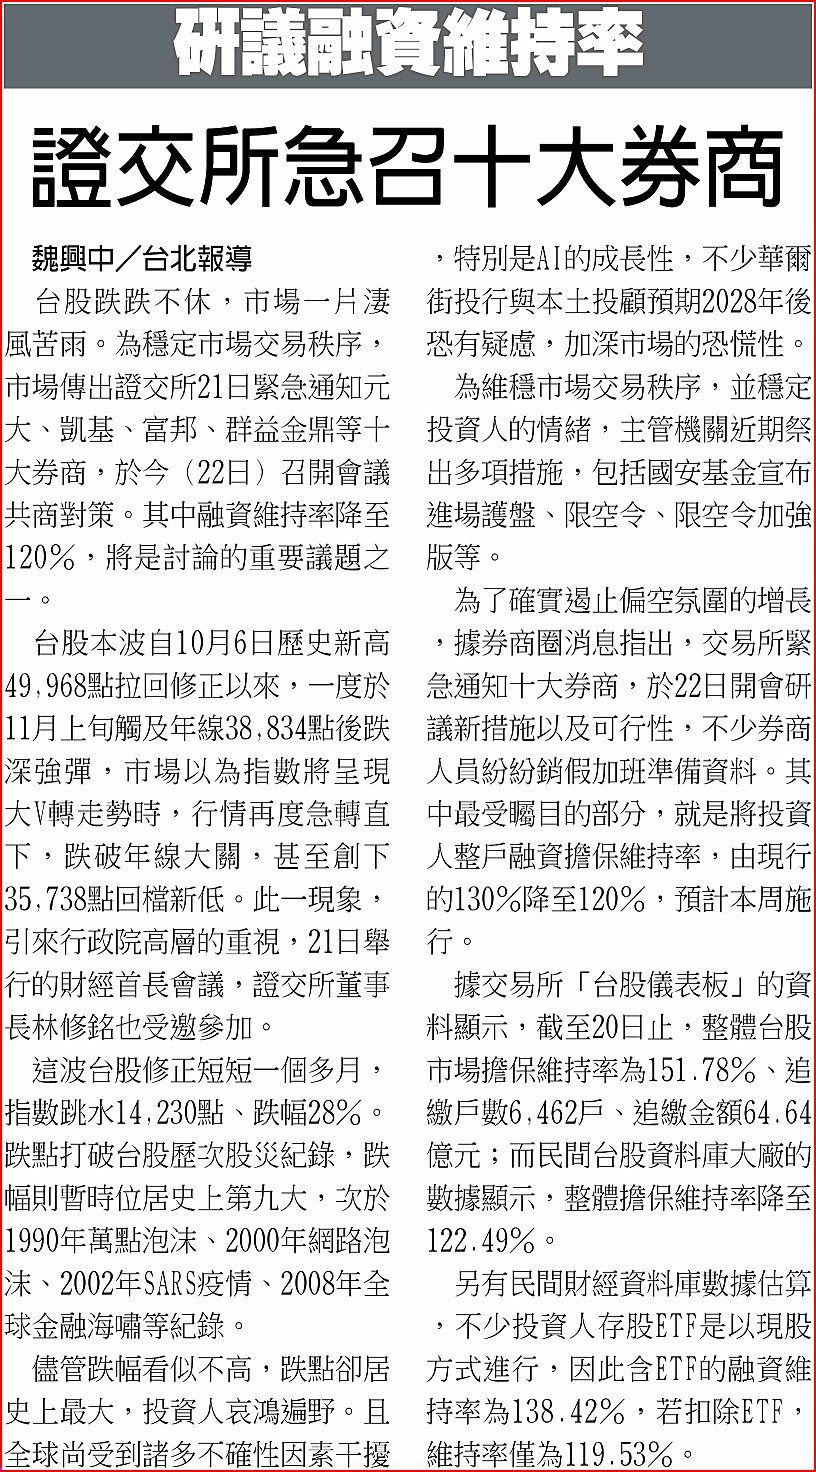 研議融資維持率
證交所急召十大券商
魏興中／台北報導
台股跌跌不休，市場一片淒
風苦雨。為穩定市場交易秩序，
市場傳出證交所21日緊急通知元
大、凱基、富邦、群益金鼎等十
大券商，於今（22日）召開會議
共商對策。其中融資維持率降至
120%，將是討論的重要議題之
一。
台股本波自10月6日歷史新高
49,968點拉回修正以來，一度於
11月上旬觸及年線38,834點後跌
深強彈，市場以為指數將呈現
大V轉走勢時，行情再度急轉直
下，跌破年線大關，甚至創下
35,738點回檔新低。此一現象，
引來行政院高層的重視，21日舉
行的財經首長會議，證交所董事
長林修銘也受邀參加。
這波台股修正短短一個多月，
指數跳水14,230點、跌幅28%。
跌點打破台股歷次股災紀錄，跌
幅則暫時位居史上第九大，次於
1990年萬點泡沫、2000年網路泡
沫、2002年SARS疫情、2008年全
球金融海嘯等紀錄。
儘管跌幅看似不高，跌點卻居
史上最大，投資人哀鴻遍野。且
全球尚受到諸多不確性因素干擾
，特別是AI的成長性，不少華爾
街投行與本土投顧預期2028年後
恐有疑慮，加深市場的恐慌性。
為維穩市場交易秩序，並穩定
投資人的情緒，主管機關近期祭
出多項措施，包括國安基金宣布
進場護盤、限空令、限空令加強
版等。
為了確實遏止偏空氛圍的增長
，據券商圈消息指出，交易所緊
急通知十大券商，於22日開會研
議新措施以及可行性，不少券商
人員紛紛銷假加班準備資料。其
中最受矚目的部分，就是將投資
人整戶融資擔保維持率，由現行
的130%降至120%，預計本周施
行。
據交易所「台股儀表板」的資
料顯示，截至20日止，整體台股
市場擔保維持率為151.78%、追
繳戶數6,462戶、追繳金額64.64
億元；而民間台股資料庫大廠的
數據顯示，整體擔保維持率降至
122.49%。
另有民間財經資料庫數據估算
，不少投資人存股ETF是以現股
方式進行，因此含ETF的融資維
持率為138.42%，若扣除ETF，
維持率僅為119.53%。